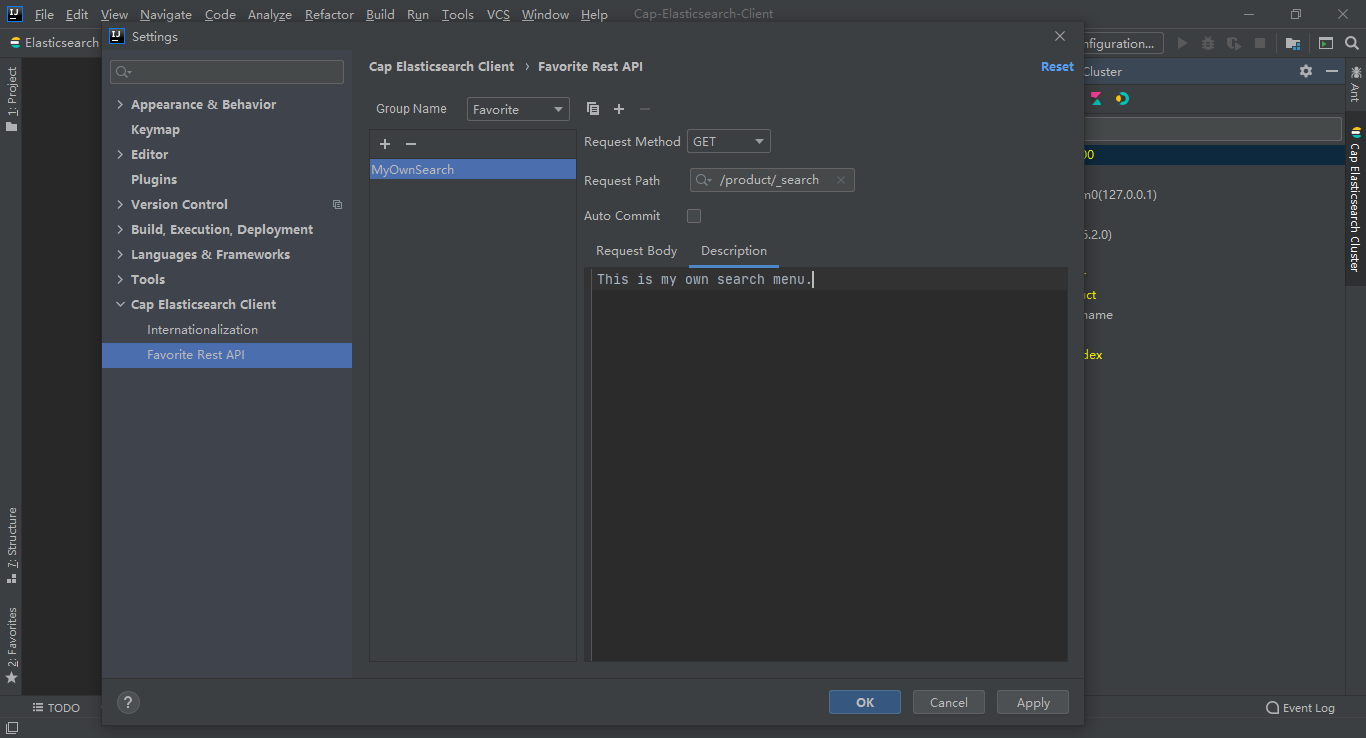 File Edit View Navigate Code Analyze Refactor Build Run Tools VCS Window Help Cap-Elasticsearch-Client
Elasticsearch
Settings
Cap Elasticsearch Client › Favorite Rest API
Reset
Appearance & Behavior
Keymap
Editor
Plugins
Version Control
Build, Execution, Deployment
Languages & Frameworks
Tools
Cap Elasticsearch Client
Internationalization
Favorite Rest API
Group Name Favorite
MyOwnSearch
Request Method GET
Request Path /product/_search
Auto Commit
Request Body Description
This is my own search menu.
? OK Cancel Apply
nfiguration...
Cluster
00
m0(127.0.0.1)
6.2.0)
uct
name
dex
1: Project
7: Structure
2: Favorites
Ant
Cap Elasticsearch Cluster
TODO
Event Log